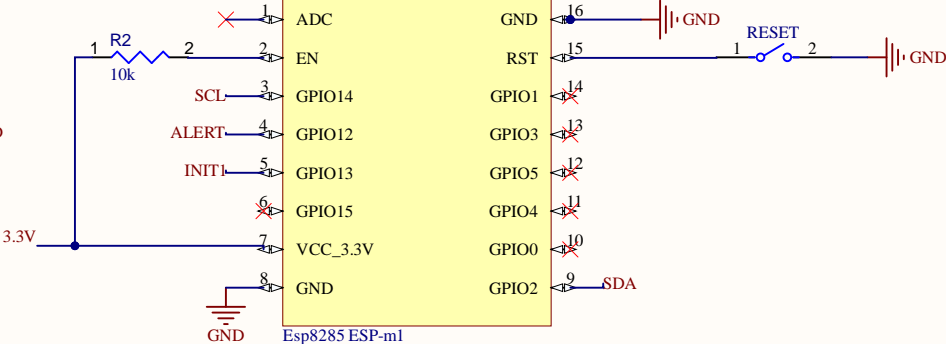 1 ADC GND 16 GND
1 R2 2 2 EN RST 15 1 RESET 2 GND
10k
SCL 3 GPIO14 GPIO1 14
ALERT 4 GPIO12 GPIO3 13
INIT1 5 GPIO13 GPIO5 12
6 GPIO15 GPIO4 11
3.3V 7 VCC_3.3V GPIO0 10
8 GND GPIO2 9 SDA
GND
Esp8285 ESP-m1